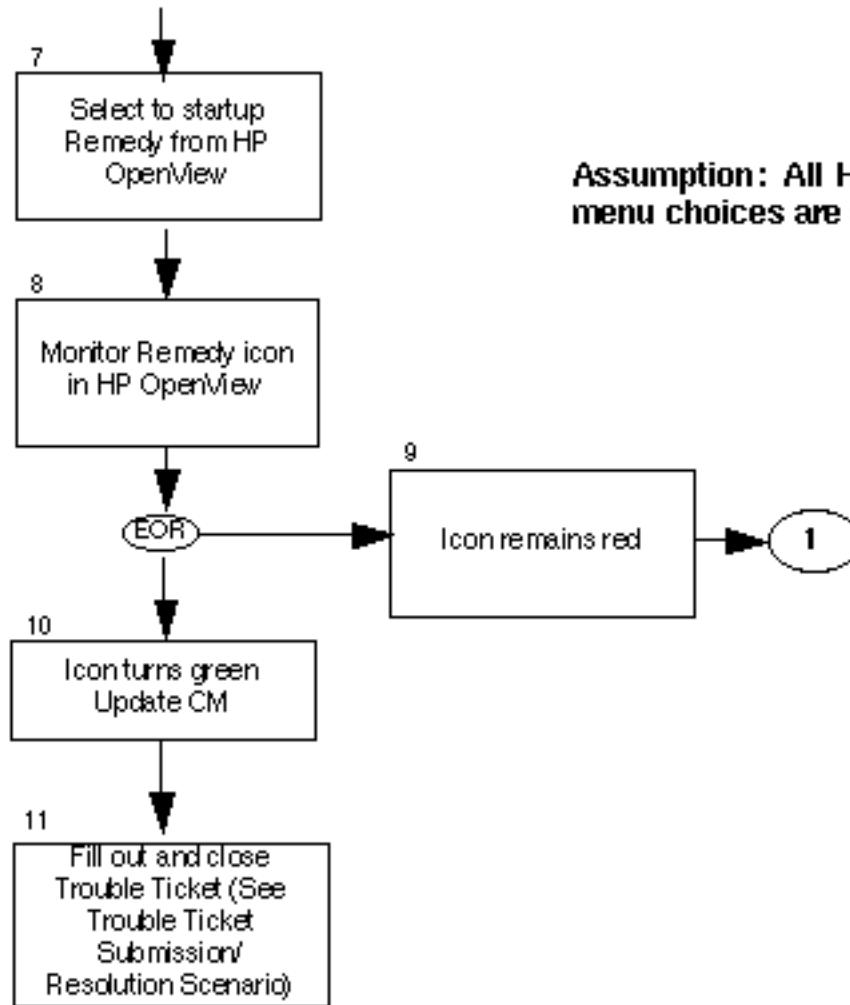 7
Select to startup
Remedy from HP
OpenView
Assumption: All
menu choices are
8
Monitor Remedy icon
in HP OpenView
EOR
9
Icon remains red
1
10
Icon turns green
Update CM
11
Fill out and close
Trouble Ticket (See
Trouble Ticket
Submission/
Resolution Scenario)